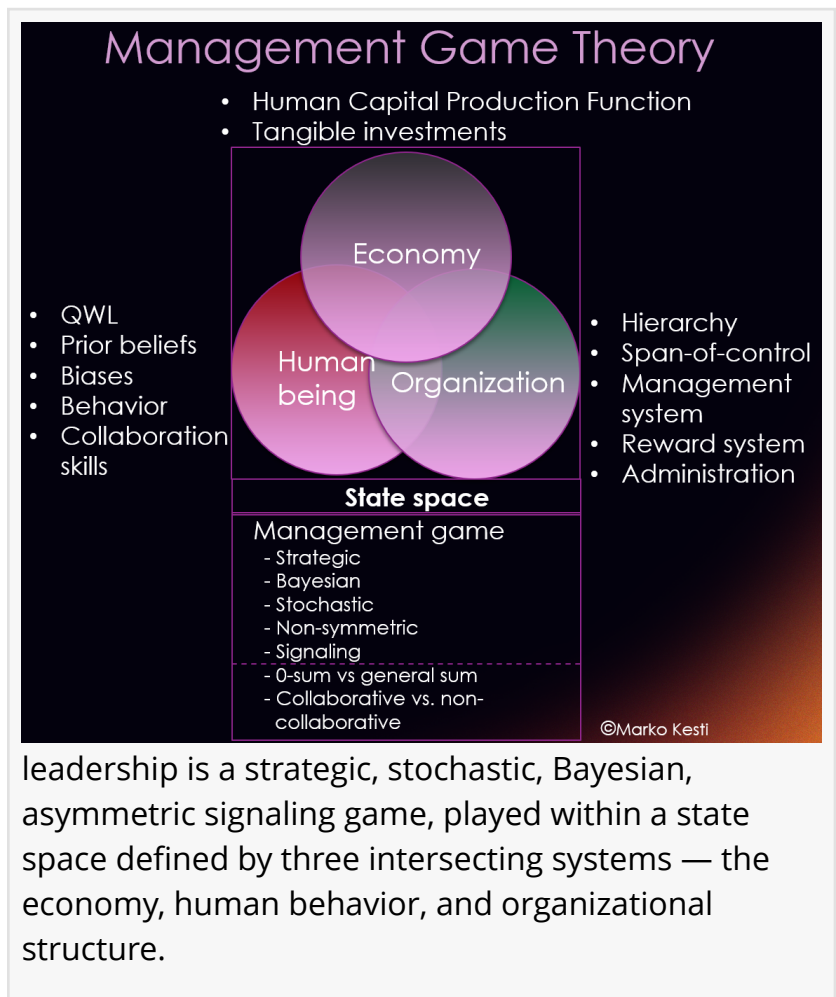 Management Game Theory
• Human Capital Production Function
• Tangible investments
Economy
Human
being
Organization
• QWL
• Prior beliefs
• Biases
• Behavior
• Collaboration
skills
• Hierarchy
• Span-of-control
• Management
system
• Reward system
• Administration
State space
Management game
- Strategic
- Bayesian
- Stochastic
- Non-symmetric
- Signaling
- 0-sum vs general sum
- Collaborative vs. non-
collaborative
©Marko Kesti
leadership is a strategic, stochastic, Bayesian,
asymmetric signaling game, played within a state
space defined by three intersecting systems — the
economy, human behavior, and organizational
structure.